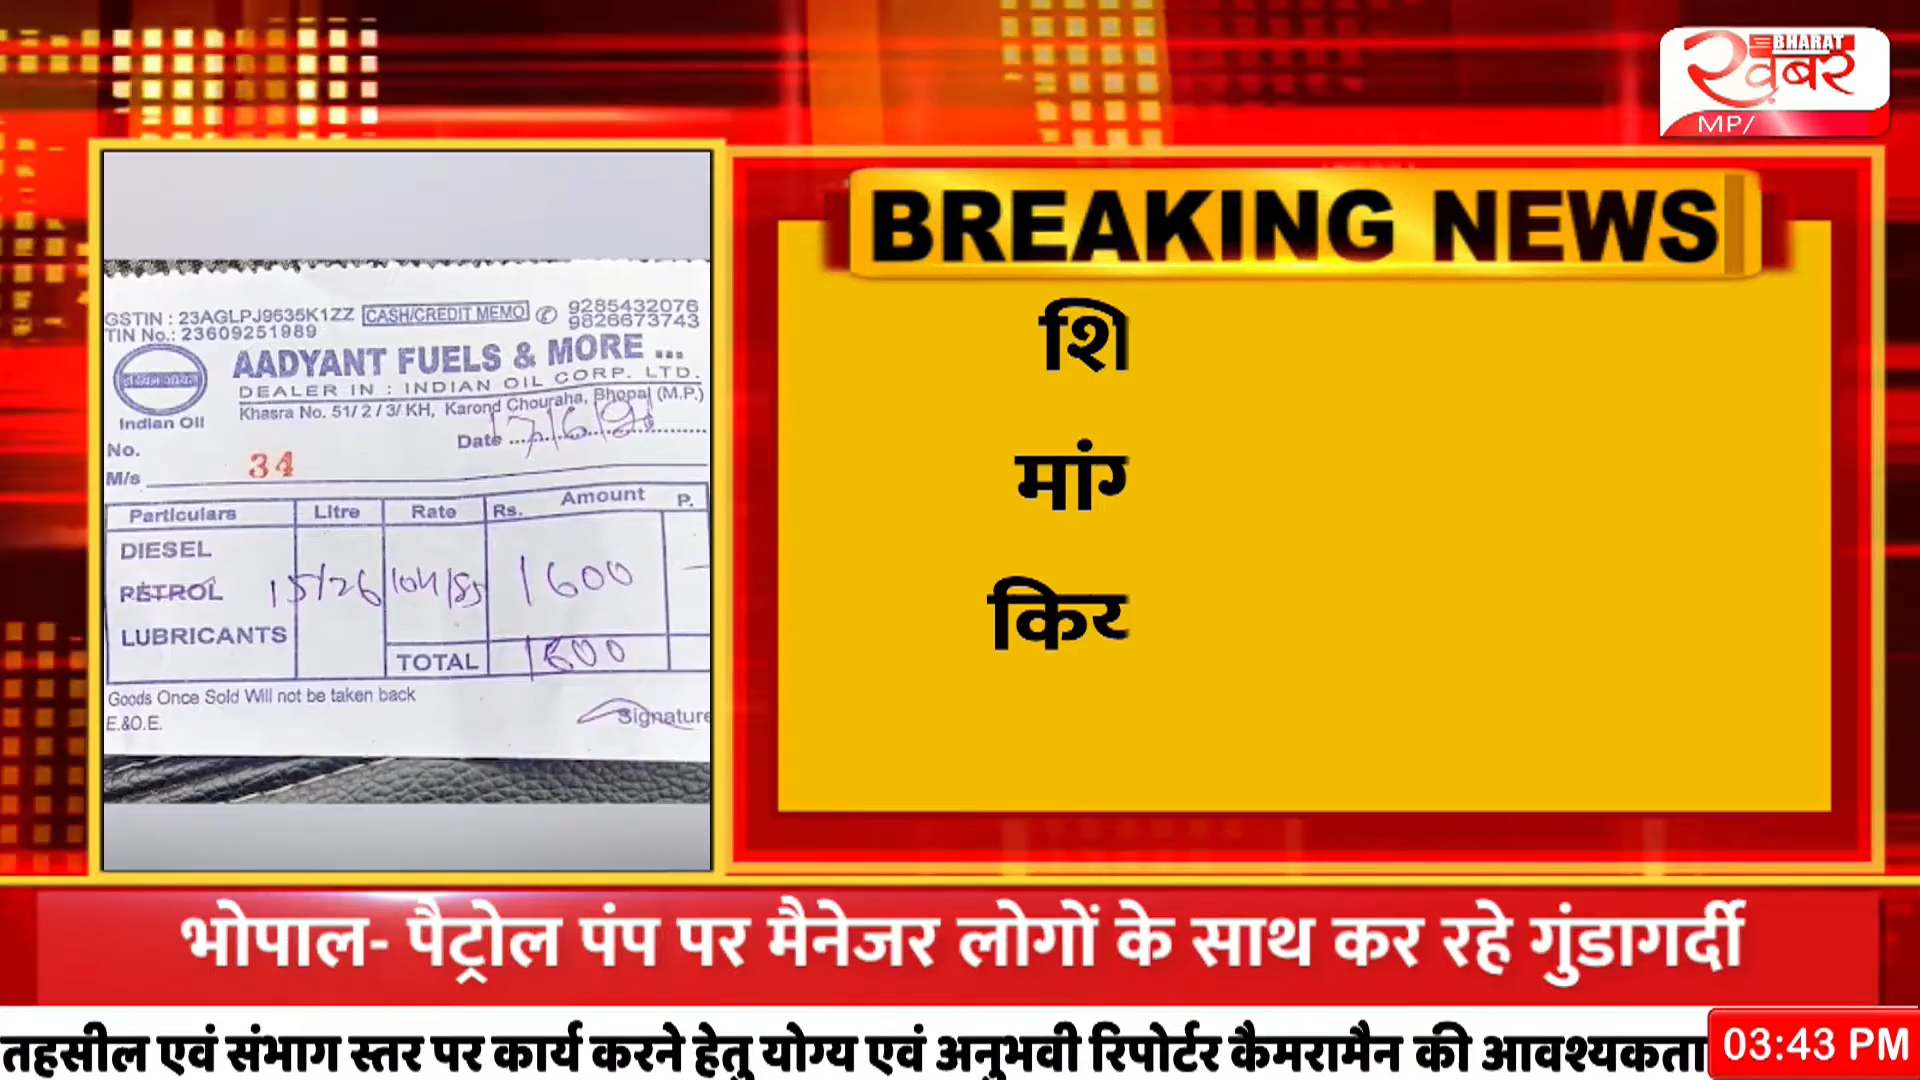 BHARAT
खबर
MP/
BREAKING NEWS
शि
मां
कि
GSTIN : 23AGLPJ9635K1ZZ CASH/CREDIT MEMO 9285432076
TIN No.: 23609251989 9826673743
AADYANT FUELS & MORE ...
DEALER IN : INDIAN OIL CORP. LTD.
Khasra No. 51/ 2 / 3/ KH, Karond Chouraha, Bhopal (M.P.)
इंडियनऑयल
Indian Oil
Date 17/6/21
No.
34
M/s
Particulars Litre Rate Rs. Amount P.
DIESEL
PETROL 15/26 104/85 1600
LUBRICANTS
TOTAL 1600
Goods Once Sold Will not be taken back
E.&O.E. Signature
भोपाल- पैट्रोल पंप पर मैनेजर लोगों के साथ कर रहे गुंडागर्दी
तहसील एवं संभाग स्तर पर कार्य करने हेतु योग्य एवं अनुभवी रिपोर्टर कैमरामैन की आवश्यकता
03:43 PM